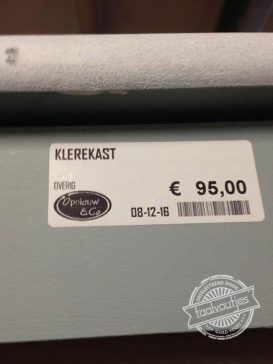 KLEREKAST
OVERIG
Opnieuw
& Co
€ 95,00
08-12-16
taalvoutjes